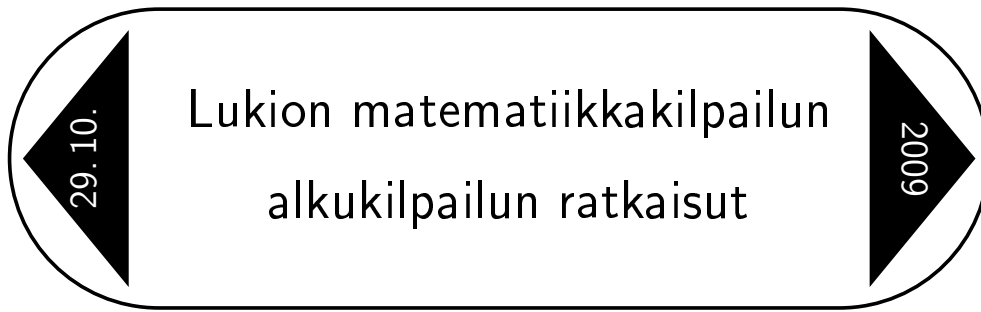 29. 10.
Lukion matematiikkakilpailun
alkukilpailun ratkaisut
2009